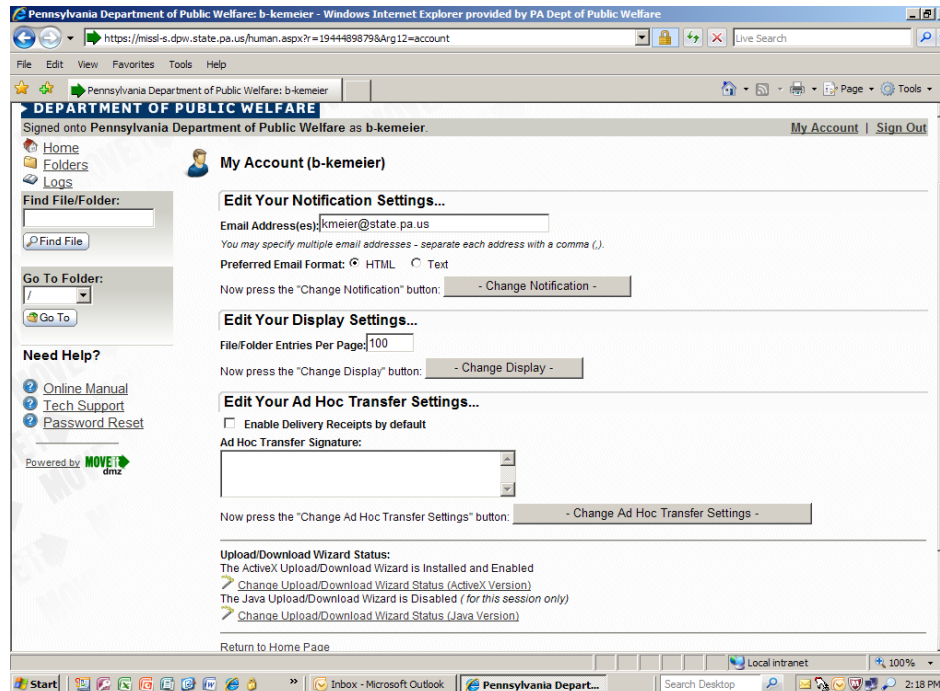 Pennsylvania Department of Public Welfare: b-kemeier - Windows Internet Explorer provided by PA Dept of Public Welfare
https://missl-s.dpw.state.pa.us/human.aspx?r=1944489879&Arg12=account
Live Search
File Edit View Favorites Tools Help
Pennsylvania Department of Public Welfare: b-kemeier
Page Tools
DEPARTMENT OF PUBLIC WELFARE
Signed onto Pennsylvania Department of Public Welfare as b-kemeier.
My Account | Sign Out
Home
Folders
Logs
Find File/Folder:
Find File
Go To Folder:
/
Go To
Need Help?
Online Manual
Tech Support
Password Reset
Powered by MOVEit dmz
My Account (b-kemeier)
Edit Your Notification Settings...
Email Address(es): kmeier@state.pa.us
You may specify multiple email addresses - separate each address with a comma (,).
Preferred Email Format: HTML Text
Now press the "Change Notification" button: - Change Notification -
Edit Your Display Settings...
File/Folder Entries Per Page: 100
Now press the "Change Display" button: - Change Display -
Edit Your Ad Hoc Transfer Settings...
Enable Delivery Receipts by default
Ad Hoc Transfer Signature:
Now press the "Change Ad Hoc Transfer Settings" button: - Change Ad Hoc Transfer Settings -
Upload/Download Wizard Status:
The ActiveX Upload/Download Wizard is Installed and Enabled
Change Upload/Download Wizard Status (ActiveX Version)
The Java Upload/Download Wizard is Disabled (for this session only)
Change Upload/Download Wizard Status (Java Version)
Return to Home Page
Local intranet 100%
Start » Inbox - Microsoft Outlook Pennsylvania Depart... Search Desktop 2:18 PM